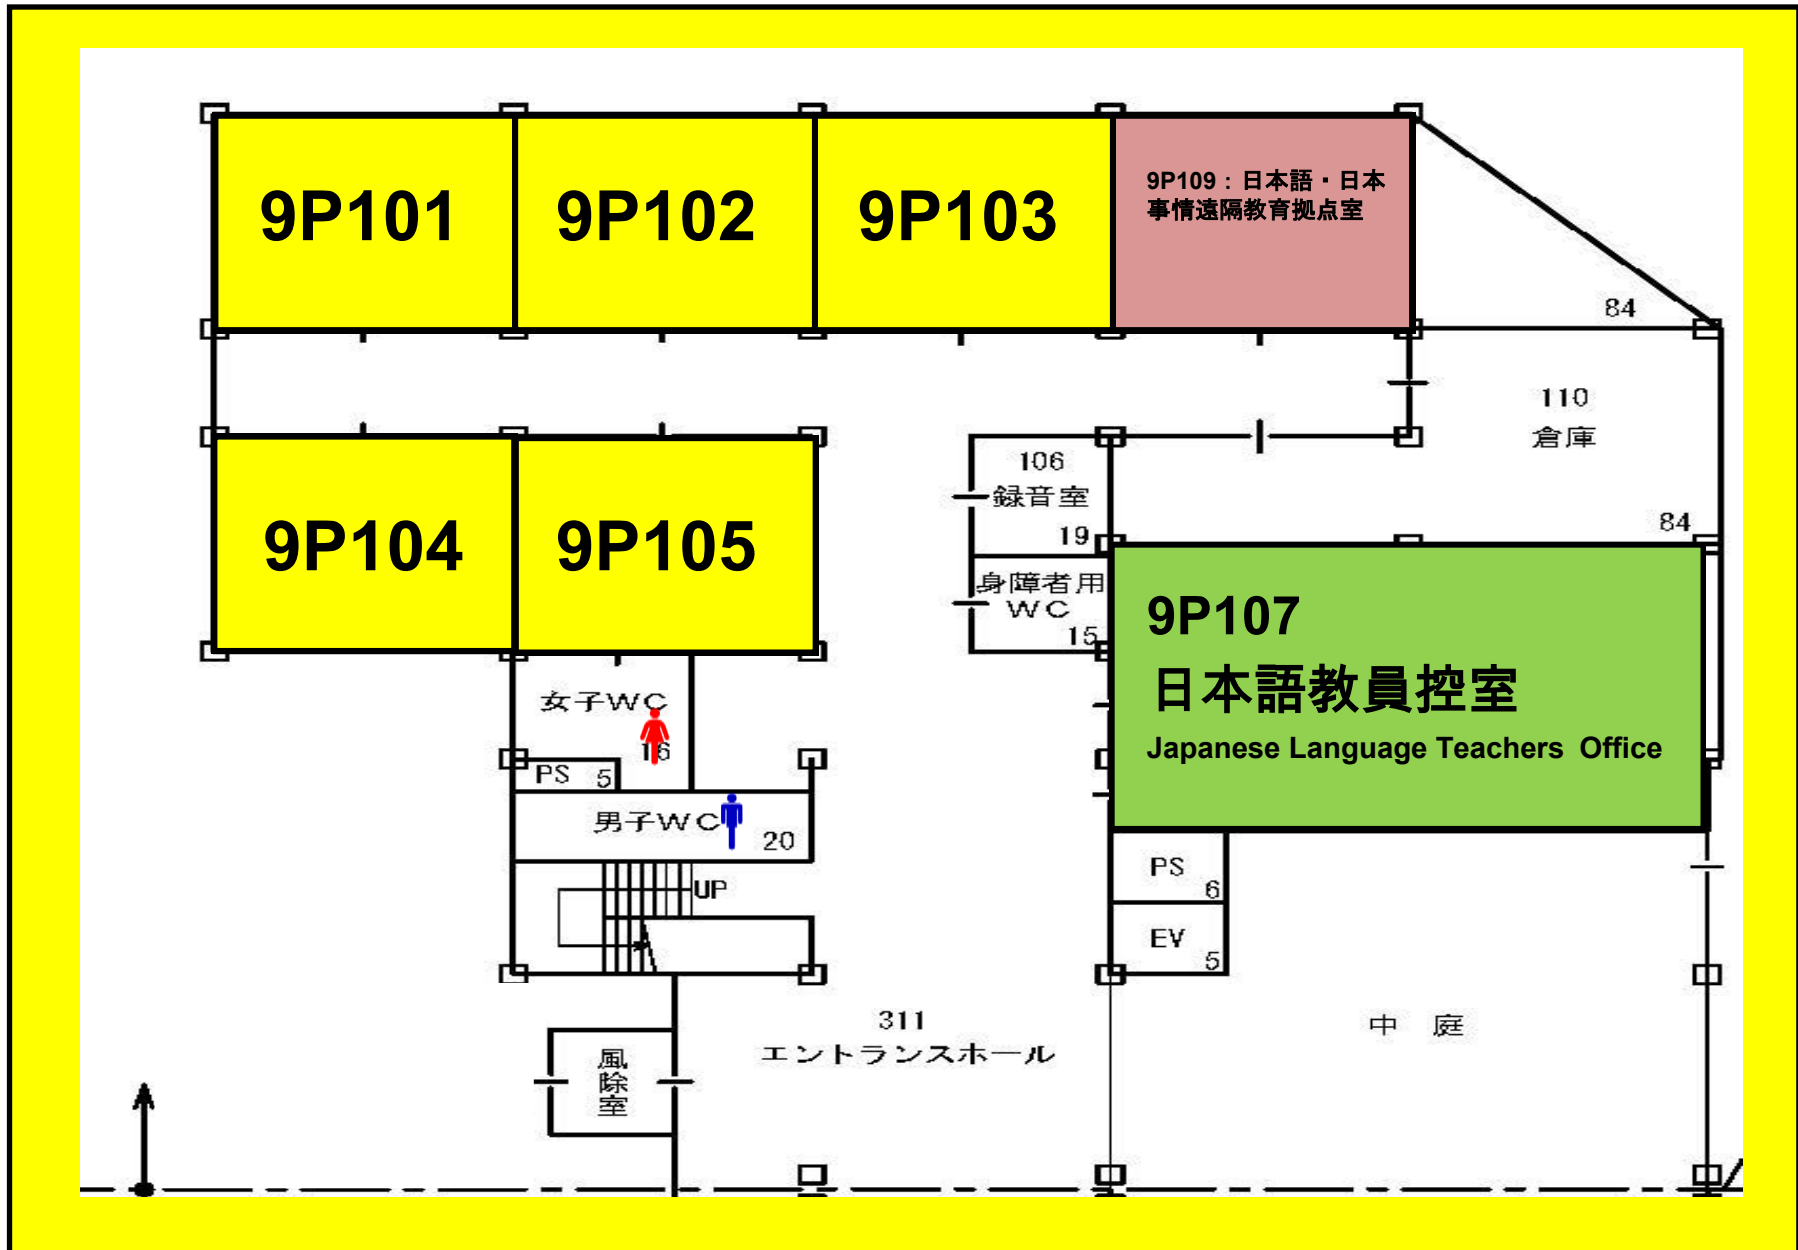 9P101
9P102
9P103
9P109：日本語・日本
事情遠隔教育拠点室
84
110
倉庫
106
録音室
19
84
9P104
9P105
身障者用
WC
15
9P107
日本語教員控室
Japanese Language Teachers Office
女子WC
16
PS 5
男子WC
20
UP
PS
6
EV
5
311
エントランスホール
中 庭
風
除
室